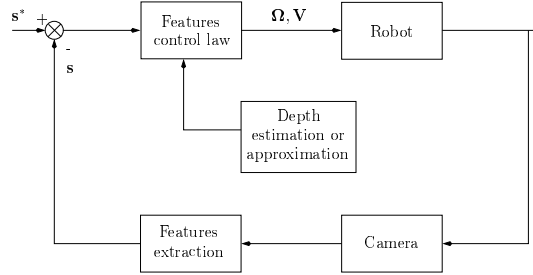 s* +
-
s
Features
control law
Ω, V
Robot
Depth
estimation or
approximation
Features
extraction
Camera